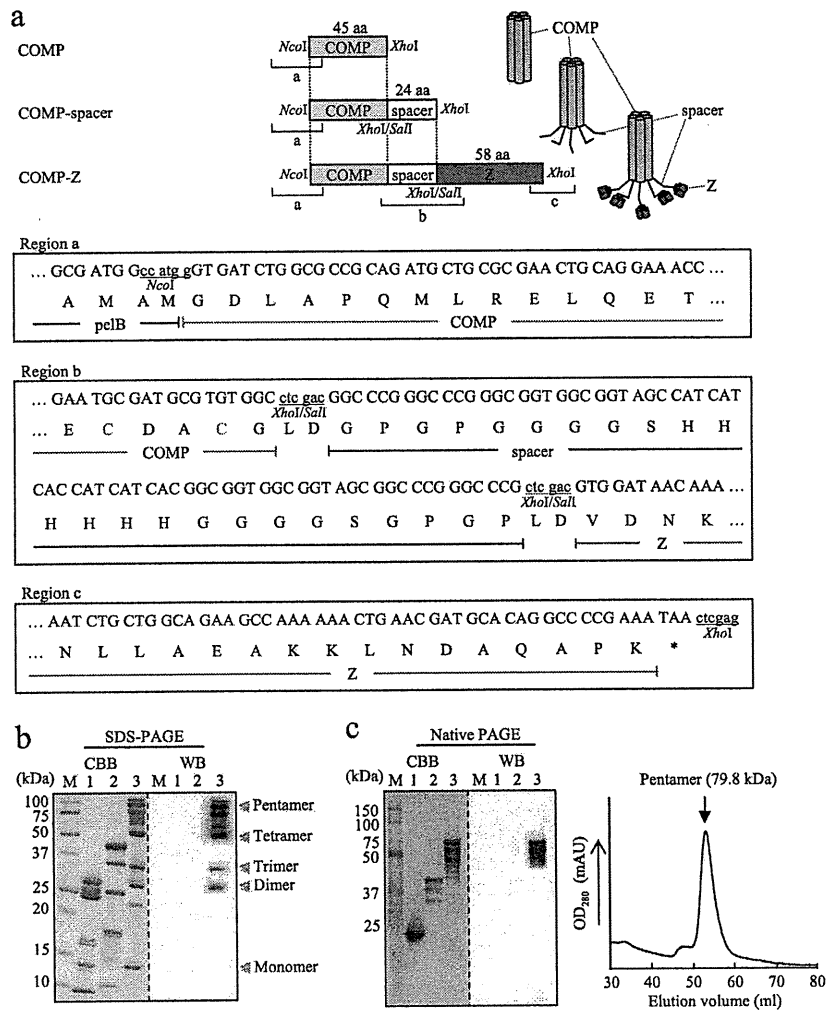 a
45 aa
COMP NcoI COMP XhoI COMP
a
24 aa
COMP-spacer NcoI COMP spacer XhoI spacer
a XhoI/SalI
58 aa
COMP-Z NcoI COMP spacer Z XhoI Z
a XhoI/SalI b c
Region a
... GCG ATG Gcc atg gGT GAT CTG GCG CCG CAG ATG CTG CGC GAA CTG CAG GAA ACC ...
NcoI
A M A M G D L A P Q M L R E L Q E T ...
pelB COMP
Region b
... GAA TGC GAT GCG TGT GGC ctc gac GGC CCG GGC CCG GGC GGT GGC GGT AGC CAT CAT
XhoI/SalI
... E C D A C G L D G P G P G G G G S H H
COMP spacer
CAC CAT CAT CAC GGC GGT GGC GGT AGC GGC CCG GGC CCG ctc gac GTG GAT AAC AAA ...
XhoI/SalI
H H H H G G G G S G P G P L D V D N K ...
Z
Region c
... AAT CTG CTG GCA GAA GCC AAA AAA CTG AAC GAT GCA CAG GCC CCG AAA TAA ctcgag
XhoI
... N L L A E A K K L N D A Q A P K *
Z
b SDS-PAGE
CBB WB
(kDa) M 1 2 3 M 1 2 3
100
75
50
37
25
20
15
10
Pentamer
Tetramer
Trimer
Dimer
Monomer
c Native PAGE
CBB WB
(kDa) M 1 2 3 M 1 2 3
150
100
75
50
37
25
Pentamer (79.8 kDa)
OD280 (mAU)
30 40 50 60 70 80
Elution volume (ml)